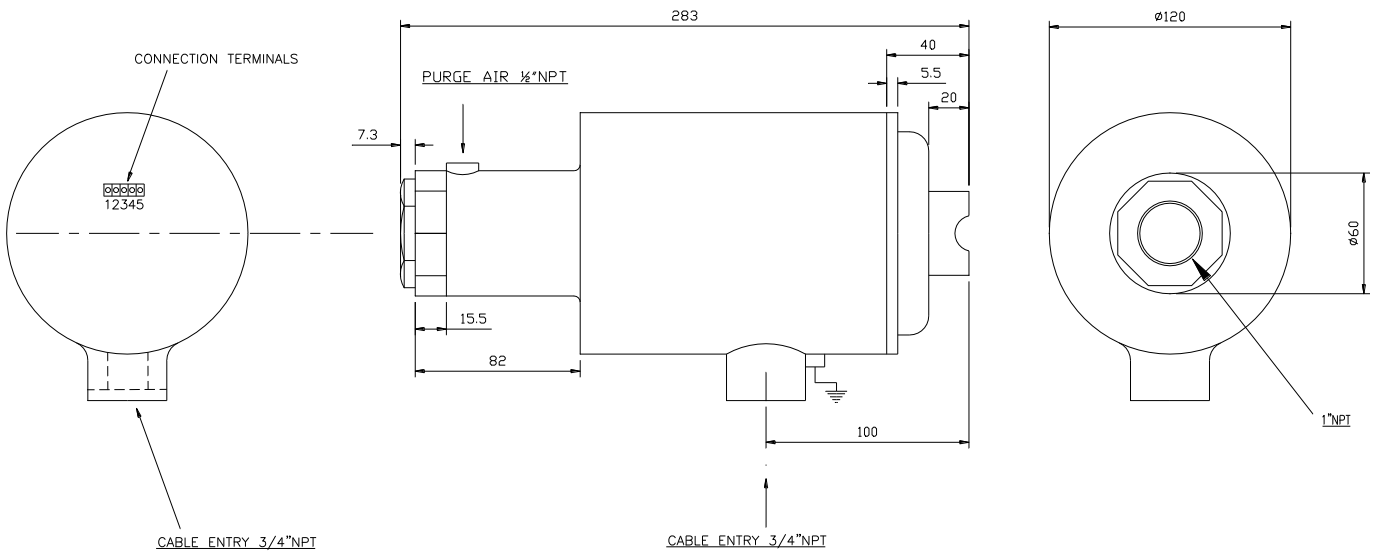 283
ø120
40
CONNECTION TERMINALS
PURGE AIR ½"NPT
5.5
20
7.3
12345
ø60
15.5
82
1"NPT
100
CABLE ENTRY 3/4"NPT
CABLE ENTRY 3/4"NPT